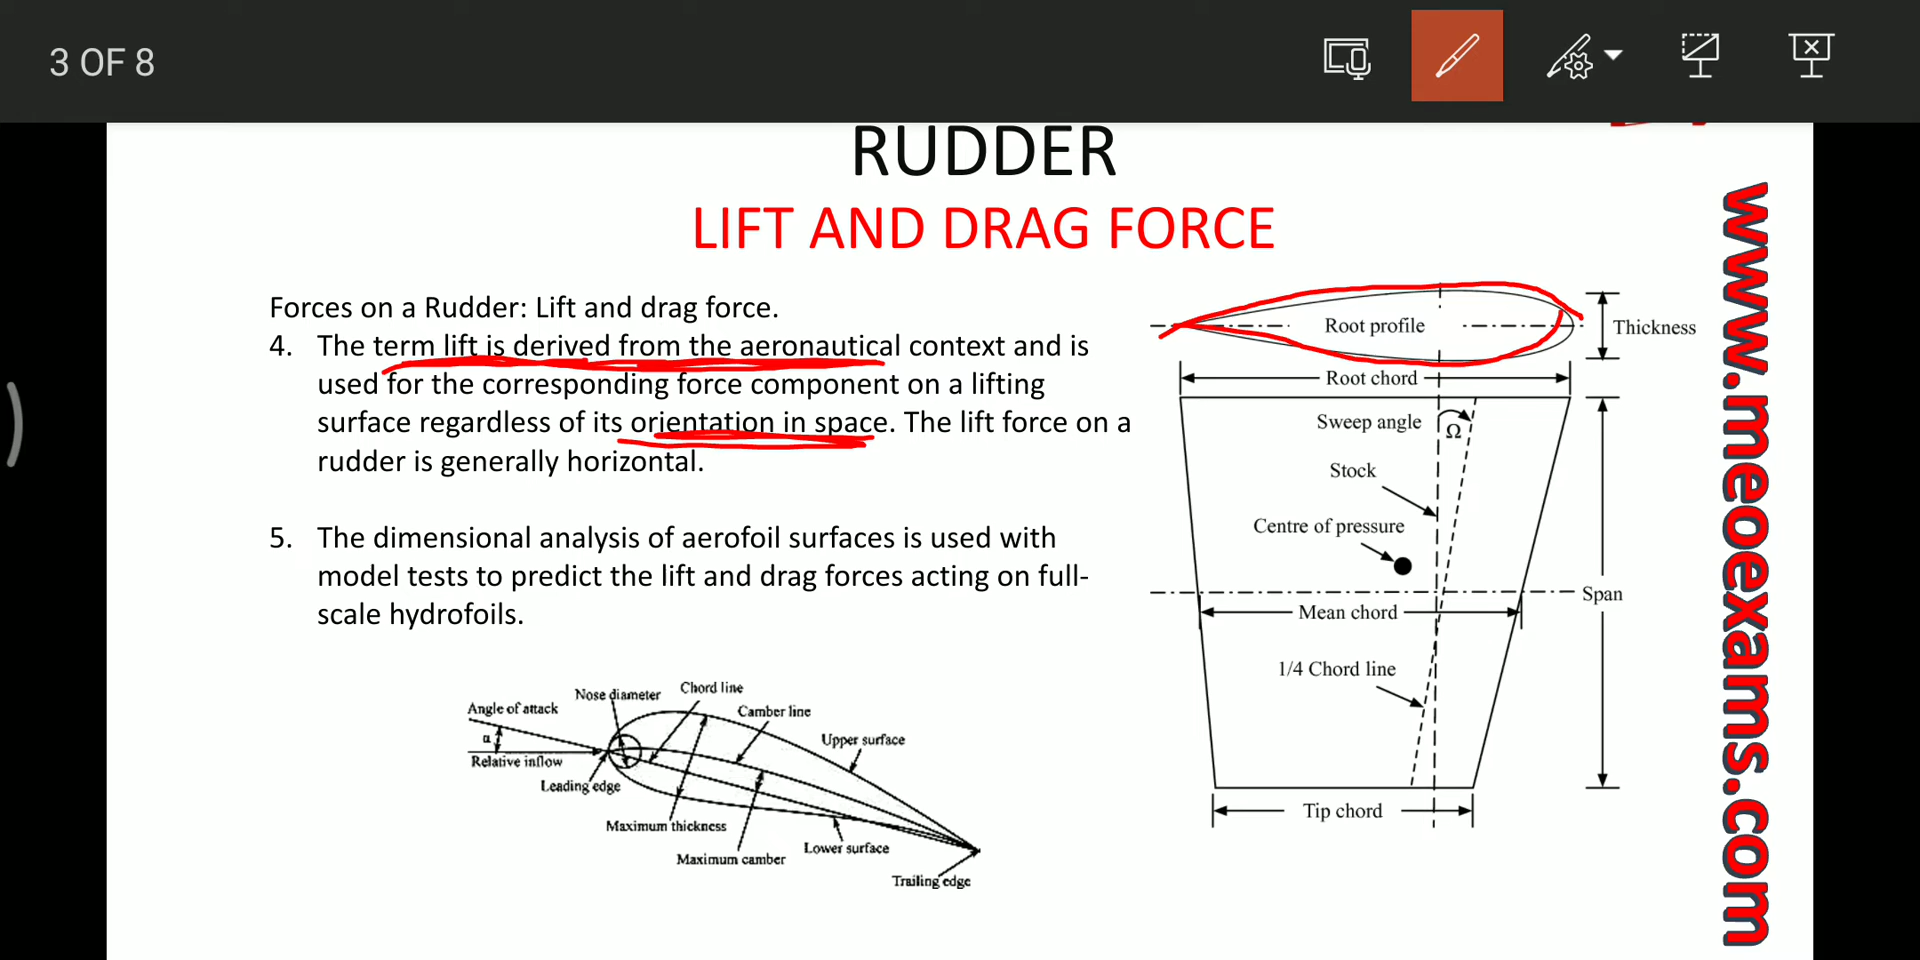 3 OF 8
RUDDER
LIFT AND DRAG FORCE
Forces on a Rudder: Lift and drag force.
4. The term lift is derived from the aeronautical context and is
used for the corresponding force component on a lifting
surface regardless of its orientation in space. The lift force on a
rudder is generally horizontal.
5. The dimensional analysis of aerofoil surfaces is used with
model tests to predict the lift and drag forces acting on full-
scale hydrofoils.
Angle of attack
Nose diameter
Chord line
Camber line
Upper surface
α
Relative inflow
Leading edge
Maximum thickness
Maximum camber
Lower surface
Trailing edge
Root profile
Thickness
Root chord
Sweep angle
Ω
Stock
Centre of pressure
Span
Mean chord
1/4 Chord line
Tip chord
www.meoexams.com